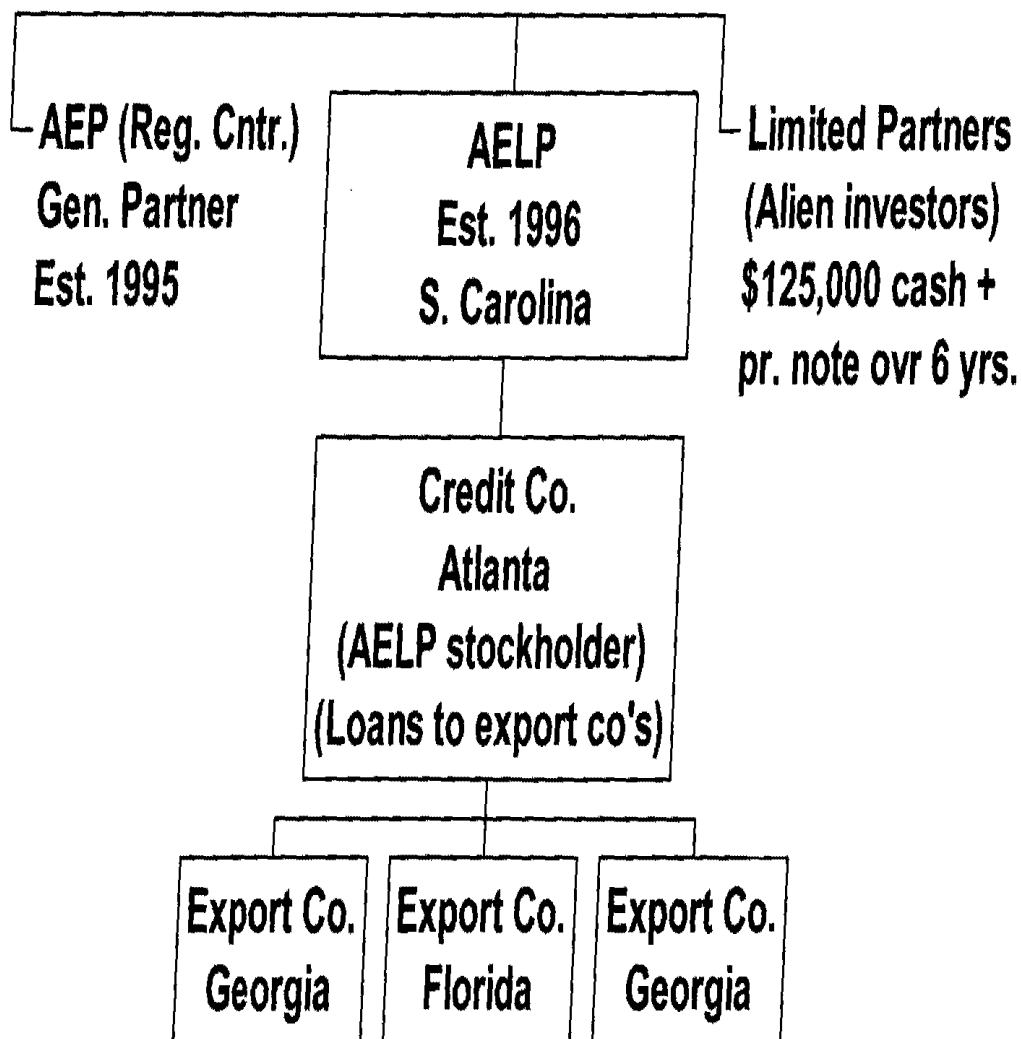 AEP (Reg. Cntr.)
Gen. Partner
Est. 1995
AELP
Est. 1996
S. Carolina
Limited Partners
(Alien investors)
$125,000 cash +
pr. note ovr 6 yrs.
Credit Co.
Atlanta
(AELP stockholder)
(Loans to export co's)
Export Co.
Georgia
Export Co.
Florida
Export Co.
Georgia